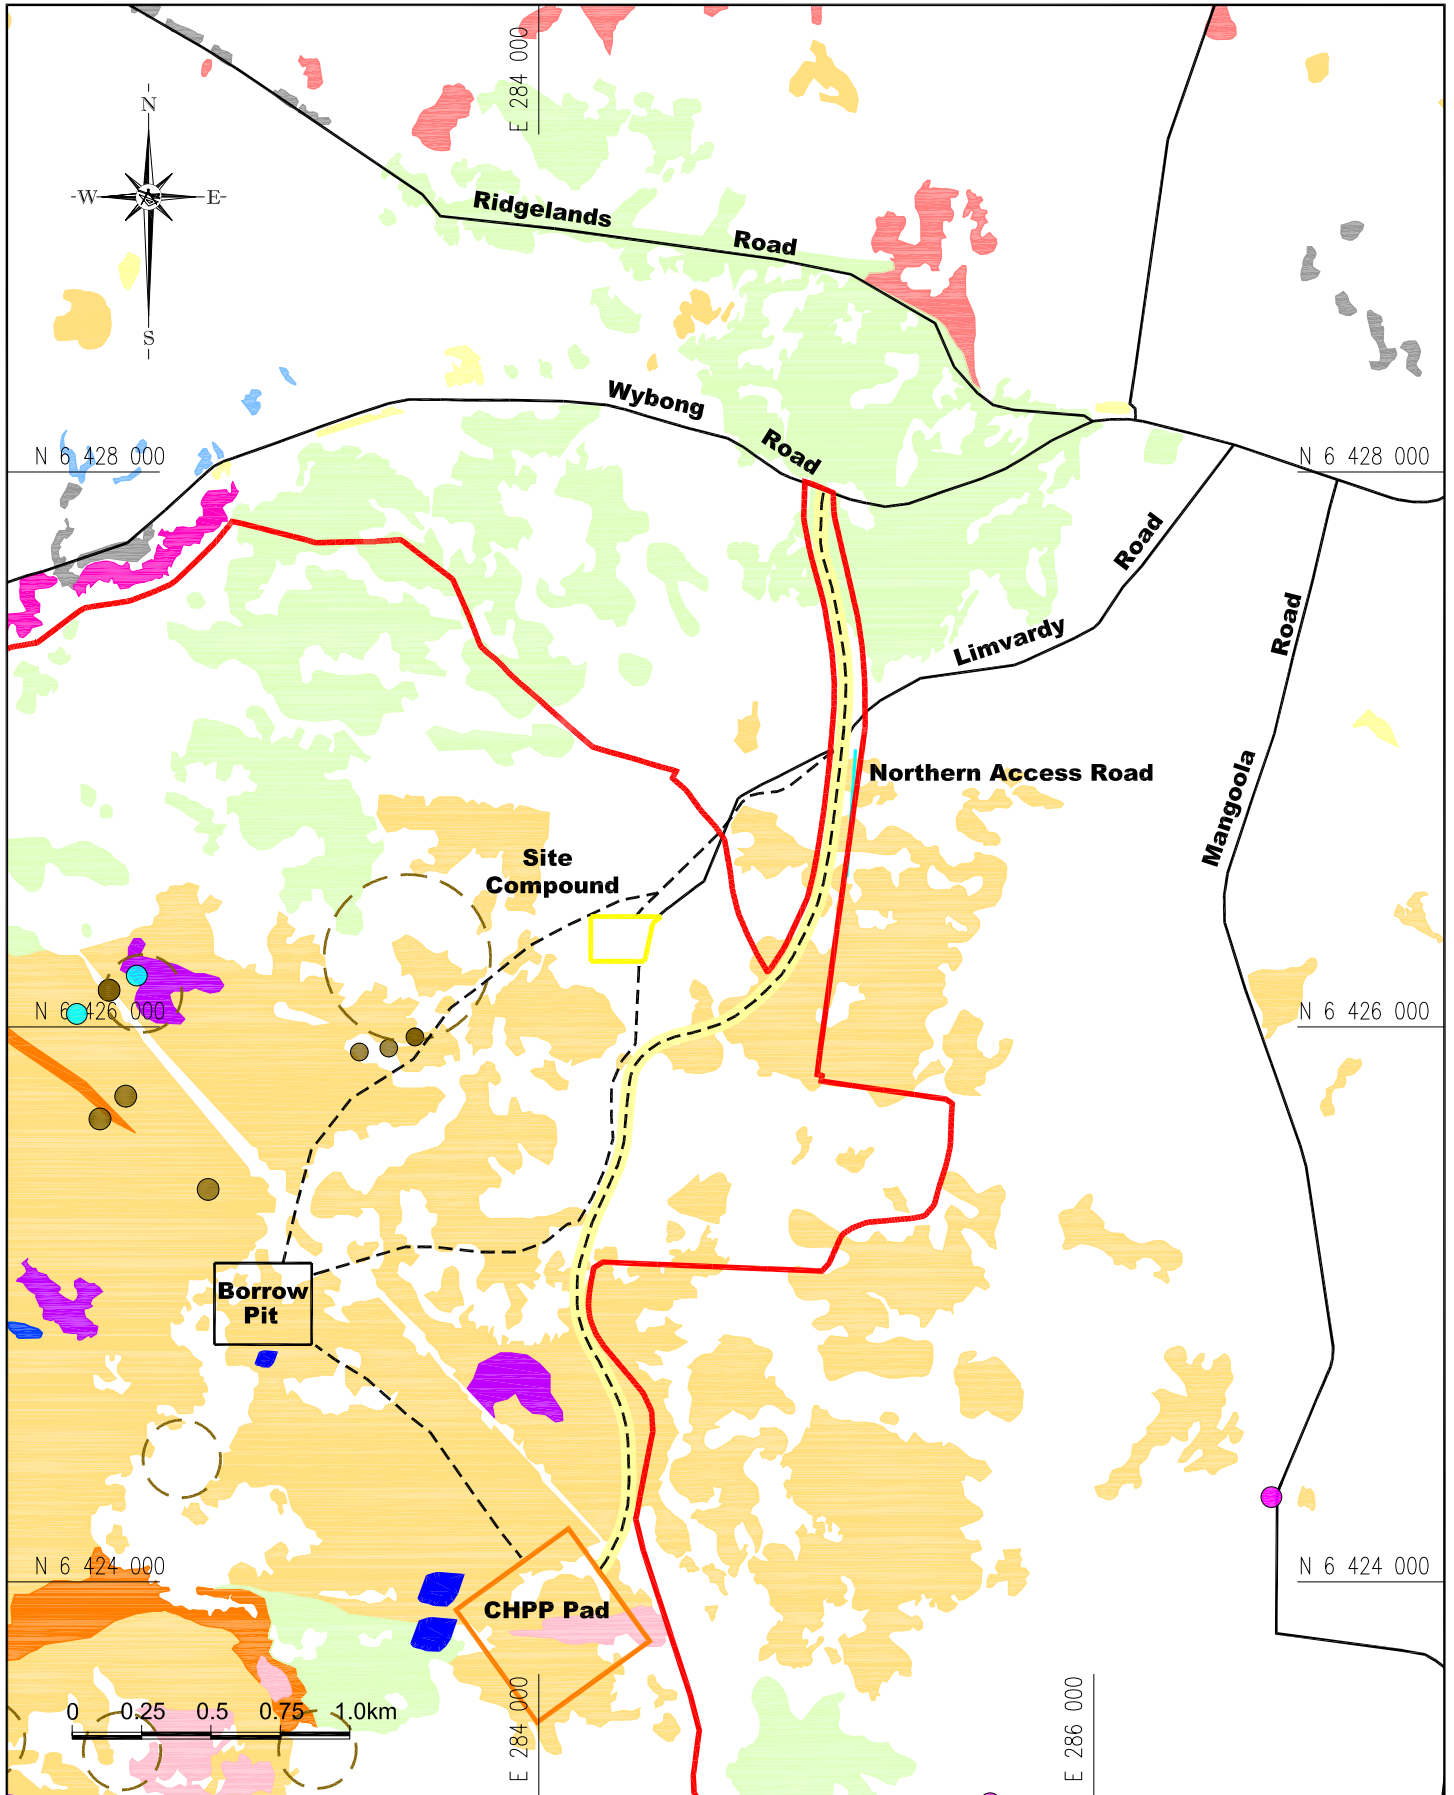 E 284 000
N
-W
E-
S
Ridgelands
Road
Wybong
Road
N 6 428 000
N 6 428 000
Road
Limvardy
Road
Mangoola
Northern Access Road
Site
Compound
N 6 426 000
N 6 426 000
Borrow
Pit
N 6 424 000
N 6 424 000
CHPP Pad
E 284 000
E 286 000
0 0.25 0.5 0.75 1.0km